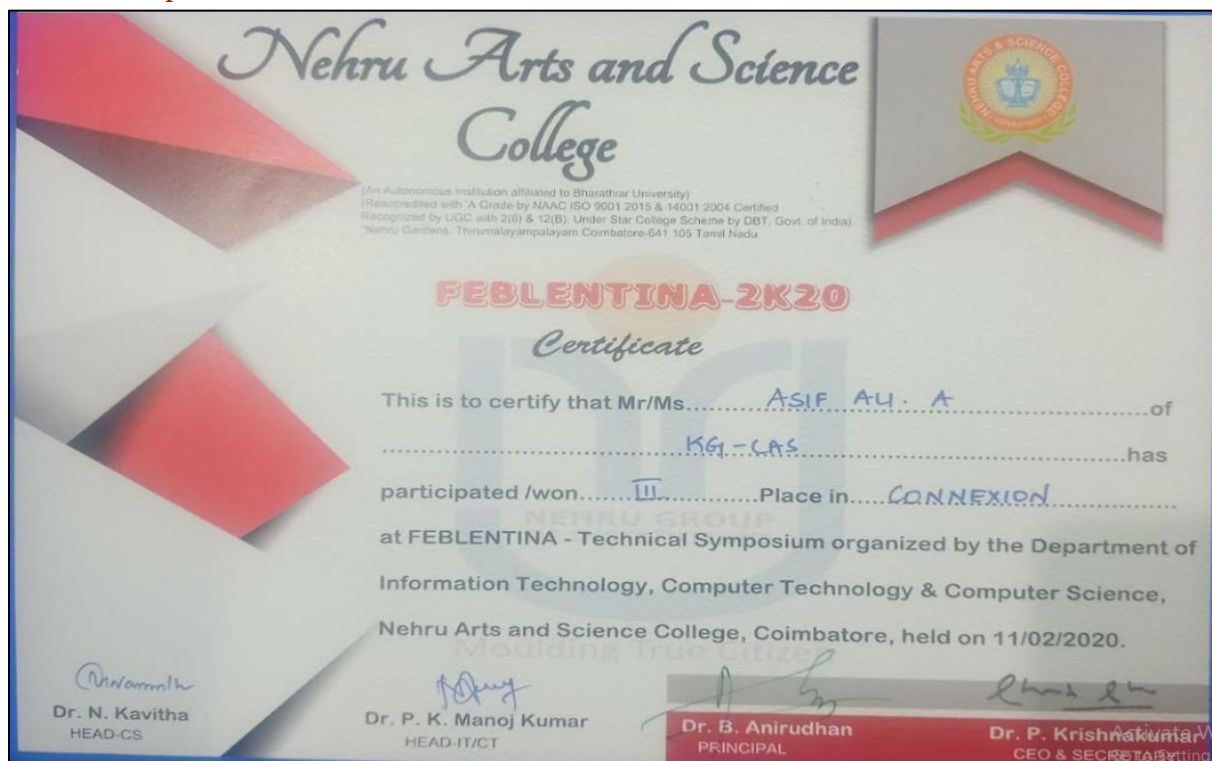 Nehru Arts and Science
College
NEHRU ARTS & SCIENCE COLLEGE
(An Autonomous Institution affiliated to Bharathiar University)
(Reaccredited with 'A Grade by NAAC ISO 9001 2015 & 14001 2004 Certified
Recognized by UGC with 2(6) & 12(B). Under Star College Scheme by DBT, Govt. of India)
"Nehru Gardens. Thirumalayampalayam Coimbatore-641 105 Tamil Nadu
FEBLENTINA-2K20
Certificate
This is to certify that Mr/Ms.........ASIF ALI. A.....................of
................................KG-CAS..................................has
participated /won......III............Place in.....CONNEXION...............
NEHRU GROUP
at FEBLENTINA - Technical Symposium organized by the Department of
Information Technology, Computer Technology & Computer Science,
Nehru Arts and Science College, Coimbatore, held on 11/02/2020.
Moulding True Citizen
Dr. N. Kavitha
HEAD-CS
Dr. P. K. Manoj Kumar
HEAD-IT/CT
Dr. B. Anirudhan
PRINCIPAL
Dr. P. Krishnakumar
CEO & SECRETARY